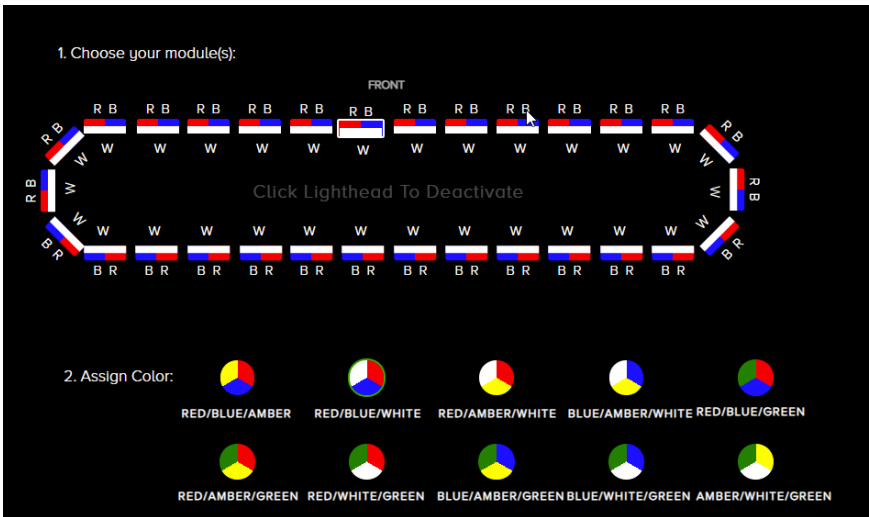 1. Choose your module(s):
FRONT
R B R B R B R B R B R B R B R B R B R B R B R B
R B W W W W W W W W W W W W R B
W W
R B W Click Lighthead To Deactivate W R B
W W
B R W W W W W W W W W W W W B R
B R B R B R B R B R B R B R B R B R B R B R B R
2. Assign Color:
RED/BLUE/AMBER RED/BLUE/WHITE RED/AMBER/WHITE BLUE/AMBER/WHITE RED/BLUE/GREEN
RED/AMBER/GREEN RED/WHITE/GREEN BLUE/AMBER/GREEN BLUE/WHITE/GREEN AMBER/WHITE/GREEN